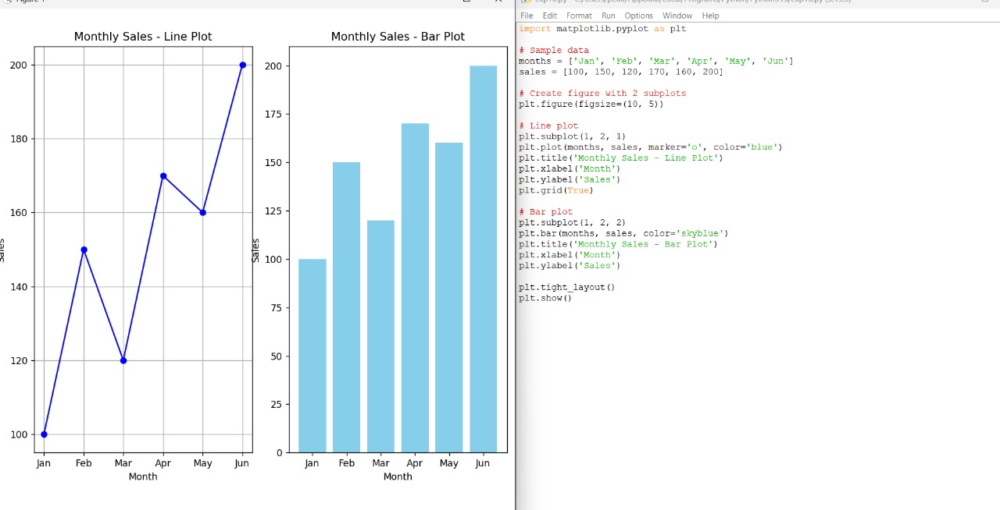 Figure 1
Monthly Sales - Line Plot
200
180
160
140
120
100
Sales
Jan Feb Mar Apr May Jun
Month
Monthly Sales - Bar Plot
200
175
150
125
100
75
50
25
0
Sales
Jan Feb Mar Apr May Jun
Month
File Edit Format Run Options Window Help
import matplotlib.pyplot as plt
# Sample data
months = ['Jan', 'Feb', 'Mar', 'Apr', 'May', 'Jun']
sales = [100, 150, 120, 170, 160, 200]
# Create figure with 2 subplots
plt.figure(figsize=(10, 5))
# Line plot
plt.subplot(1, 2, 1)
plt.plot(months, sales, marker='o', color='blue')
plt.title('Monthly Sales - Line Plot')
plt.xlabel('Month')
plt.ylabel('Sales')
plt.grid(True)
# Bar plot
plt.subplot(1, 2, 2)
plt.bar(months, sales, color='skyblue')
plt.title('Monthly Sales - Bar Plot')
plt.xlabel('Month')
plt.ylabel('Sales')
plt.tight_layout()
plt.show()